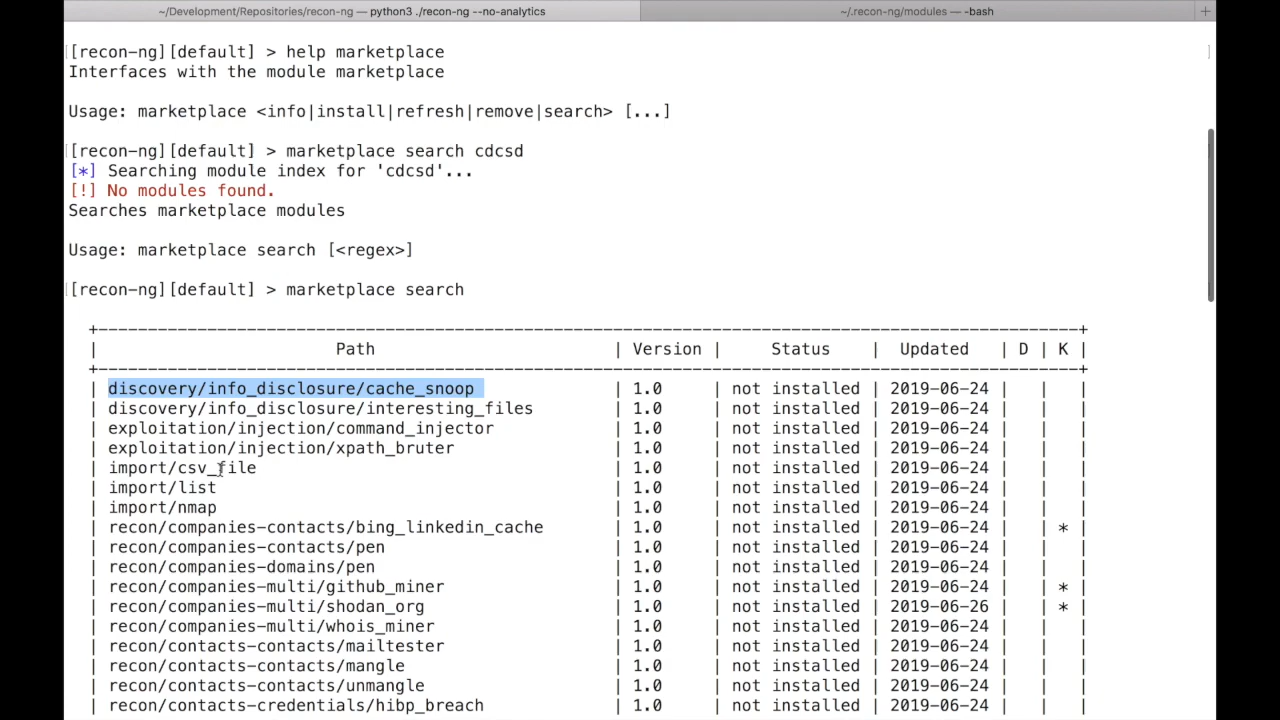 ~/Development/Repositories/recon-ng — python3 ./recon-ng --no-analytics
~/.recon-ng/modules — -bash +
[recon-ng][default] > help marketplace
Interfaces with the module marketplace
Usage: marketplace <info|install|refresh|remove|search> [...]
[recon-ng][default] > marketplace search cdcsd
[*] Searching module index for 'cdcsd'...
[!] No modules found.
Searches marketplace modules
Usage: marketplace search [<regex>]
[recon-ng][default] > marketplace search
+---------------------------------------------------------------------------------------------------+
| Path | Version | Status | Updated | D | K |
+---------------------------------------------------------------------------------------------------+
| discovery/info_disclosure/cache_snoop | 1.0 | not installed | 2019-06-24 | | |
| discovery/info_disclosure/interesting_files | 1.0 | not installed | 2019-06-24 | | |
| exploitation/injection/command_injector | 1.0 | not installed | 2019-06-24 | | |
| exploitation/injection/xpath_bruter | 1.0 | not installed | 2019-06-24 | | |
| import/csv_file | 1.0 | not installed | 2019-06-24 | | |
| import/list | 1.0 | not installed | 2019-06-24 | | |
| import/nmap | 1.0 | not installed | 2019-06-24 | | |
| recon/companies-contacts/bing_linkedin_cache | 1.0 | not installed | 2019-06-24 | | * |
| recon/companies-contacts/pen | 1.0 | not installed | 2019-06-24 | | |
| recon/companies-domains/pen | 1.0 | not installed | 2019-06-24 | | |
| recon/companies-multi/github_miner | 1.0 | not installed | 2019-06-24 | | * |
| recon/companies-multi/shodan_org | 1.0 | not installed | 2019-06-26 | | * |
| recon/companies-multi/whois_miner | 1.0 | not installed | 2019-06-24 | | |
| recon/contacts-contacts/mailtester | 1.0 | not installed | 2019-06-24 | | |
| recon/contacts-contacts/mangle | 1.0 | not installed | 2019-06-24 | | |
| recon/contacts-contacts/unmangle | 1.0 | not installed | 2019-06-24 | | |
| recon/contacts-credentials/hibp_breach | 1.0 | not installed | 2019-06-24 | | |